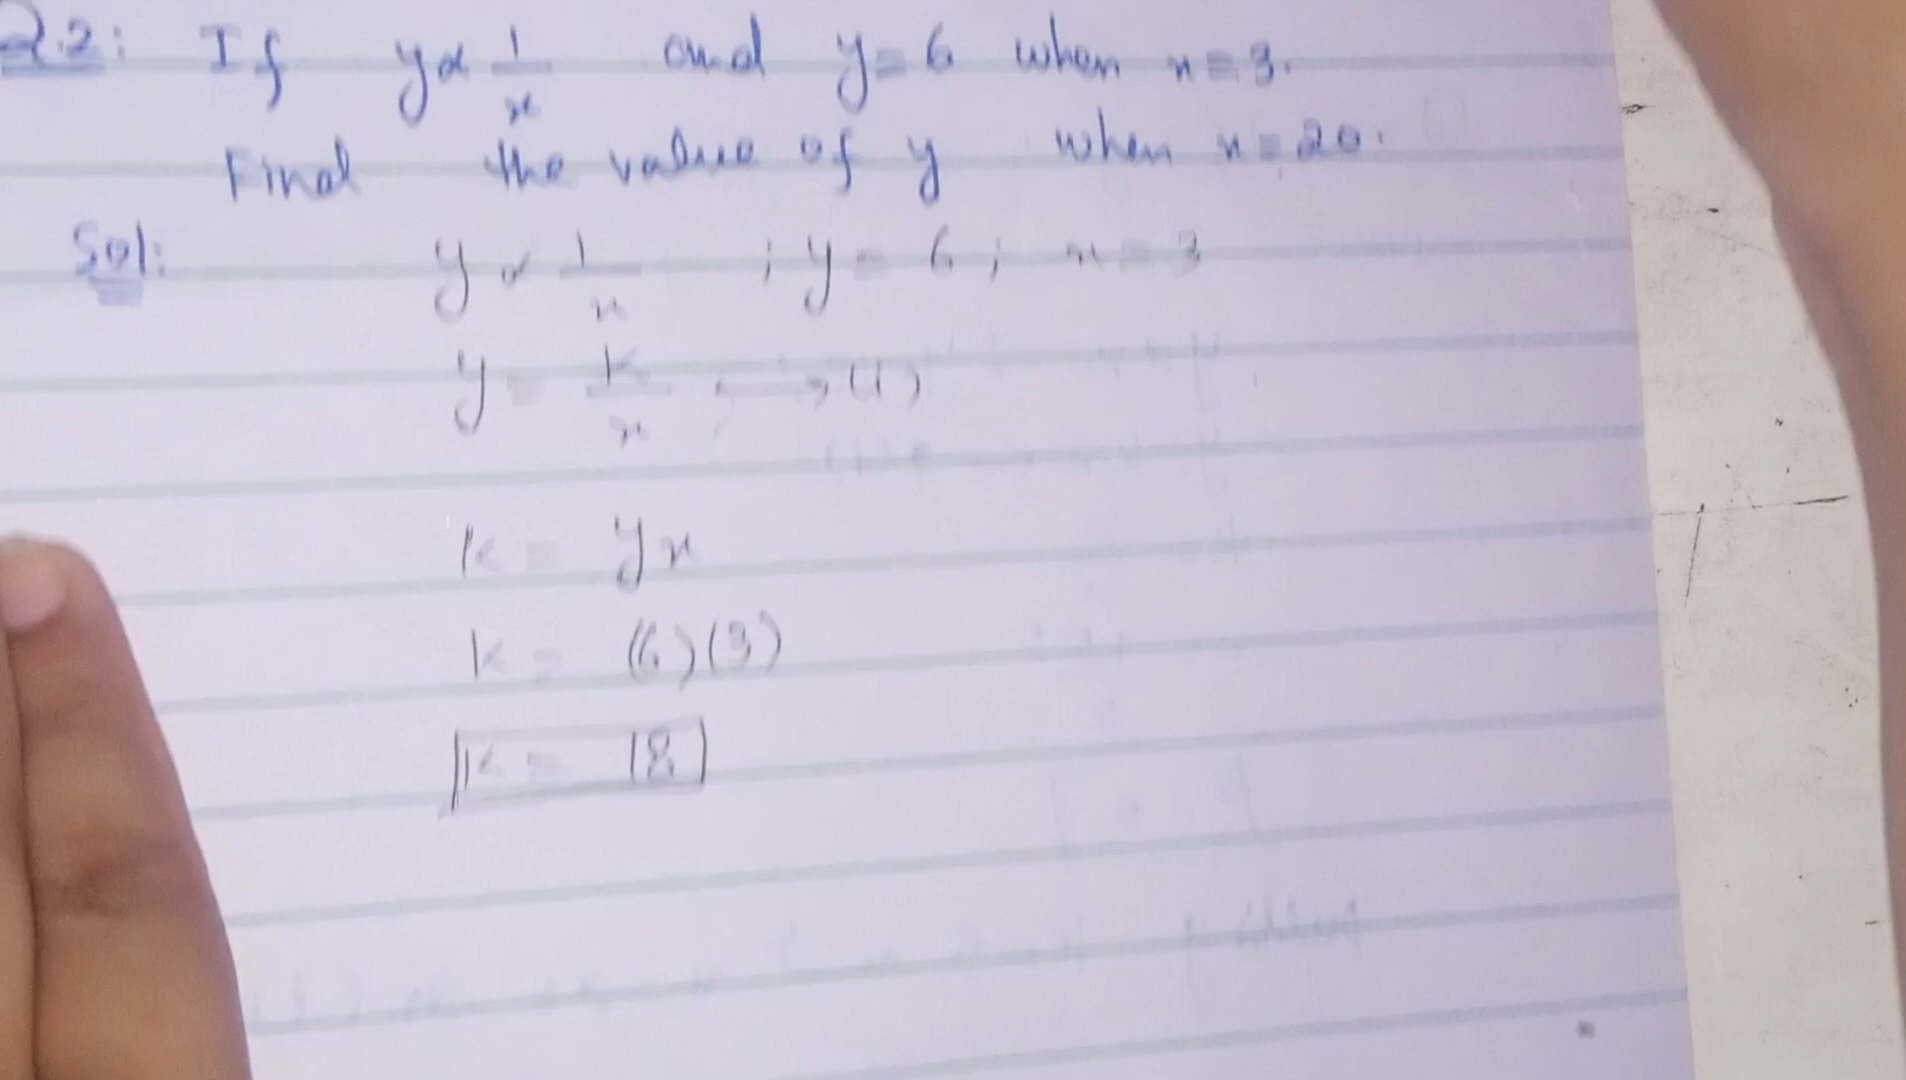 Q.2: If y ∝ 1/x and y = 6 when x = 3.
Find the value of y when x = 20.
Sol: y ∝ 1/x ; y = 6 ; x = 3
y = k/x → (1)
k = yx
k = (6)(3)
k = 18